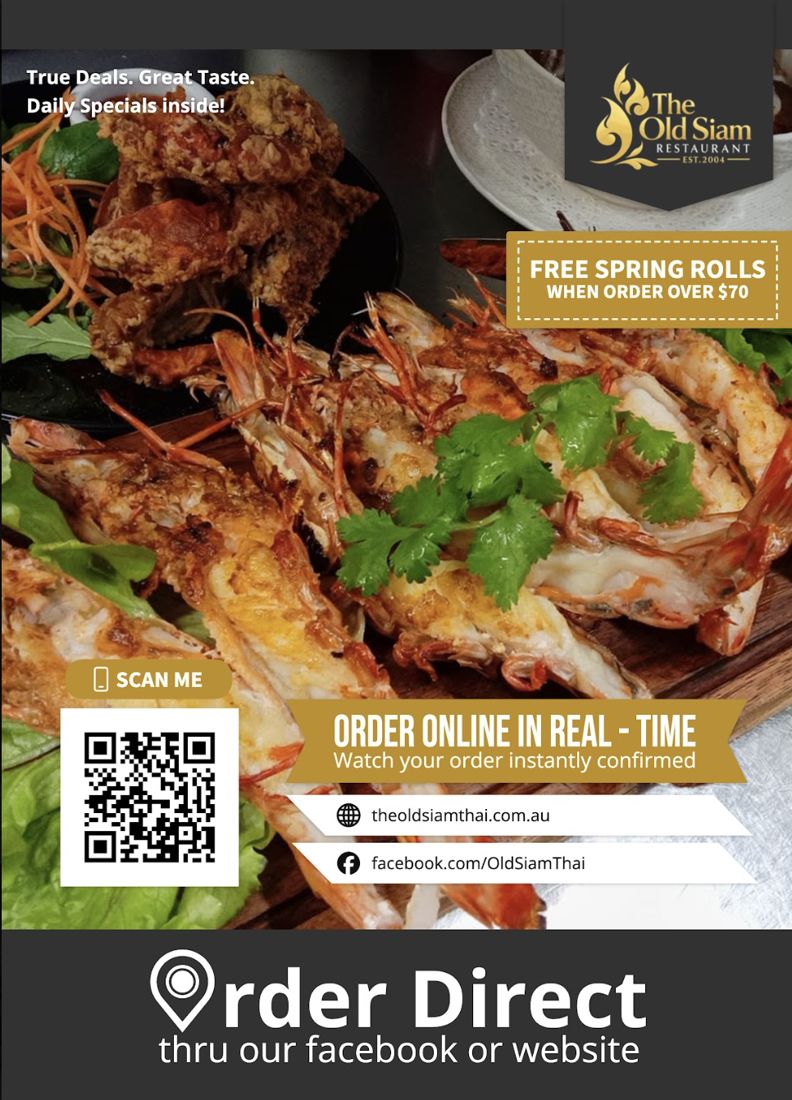 True Deals. Great Taste.
Daily Specials inside!
The
Old Siam
RESTAURANT
EST. 2004
FREE SPRING ROLLS
WHEN ORDER OVER $70
SCAN ME
ORDER ONLINE IN REAL - TIME
Watch your order instantly confirmed
theoldsiamthai.com.au
facebook.com/OldSiamThai
Order Direct
thru our facebook or website